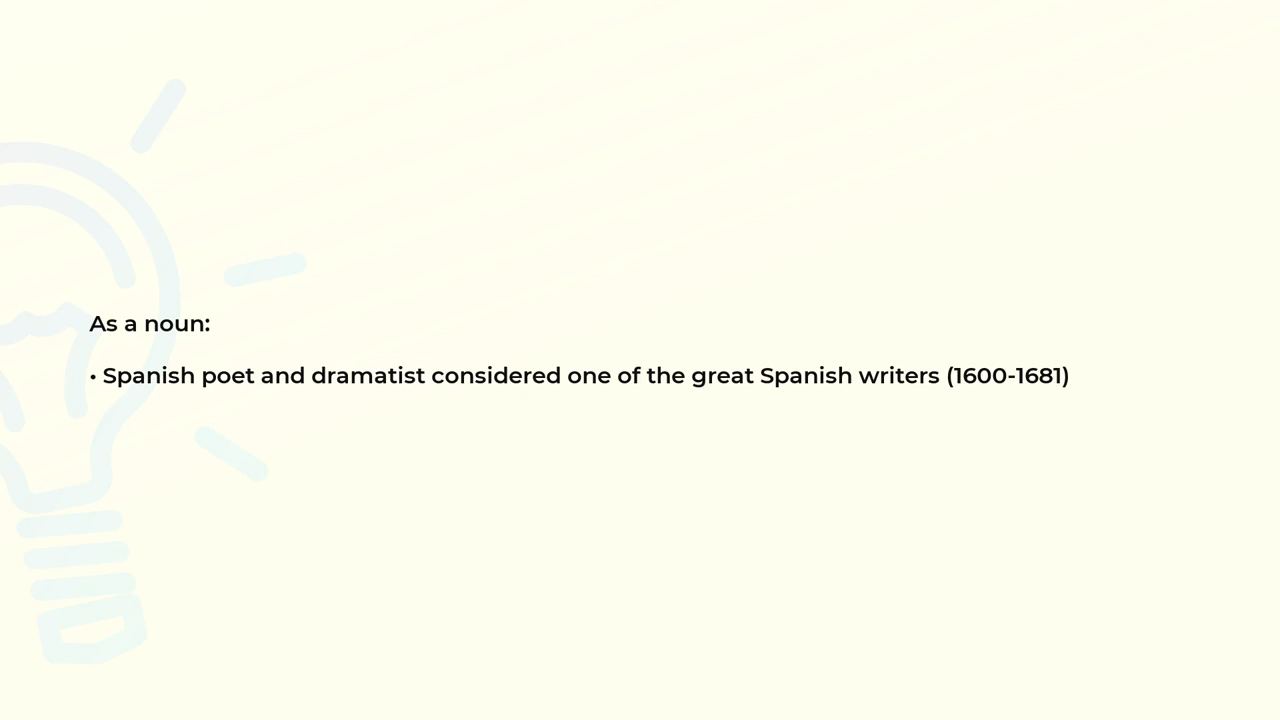 As a noun:
• Spanish poet and dramatist considered one of the great Spanish writers (1600-1681)